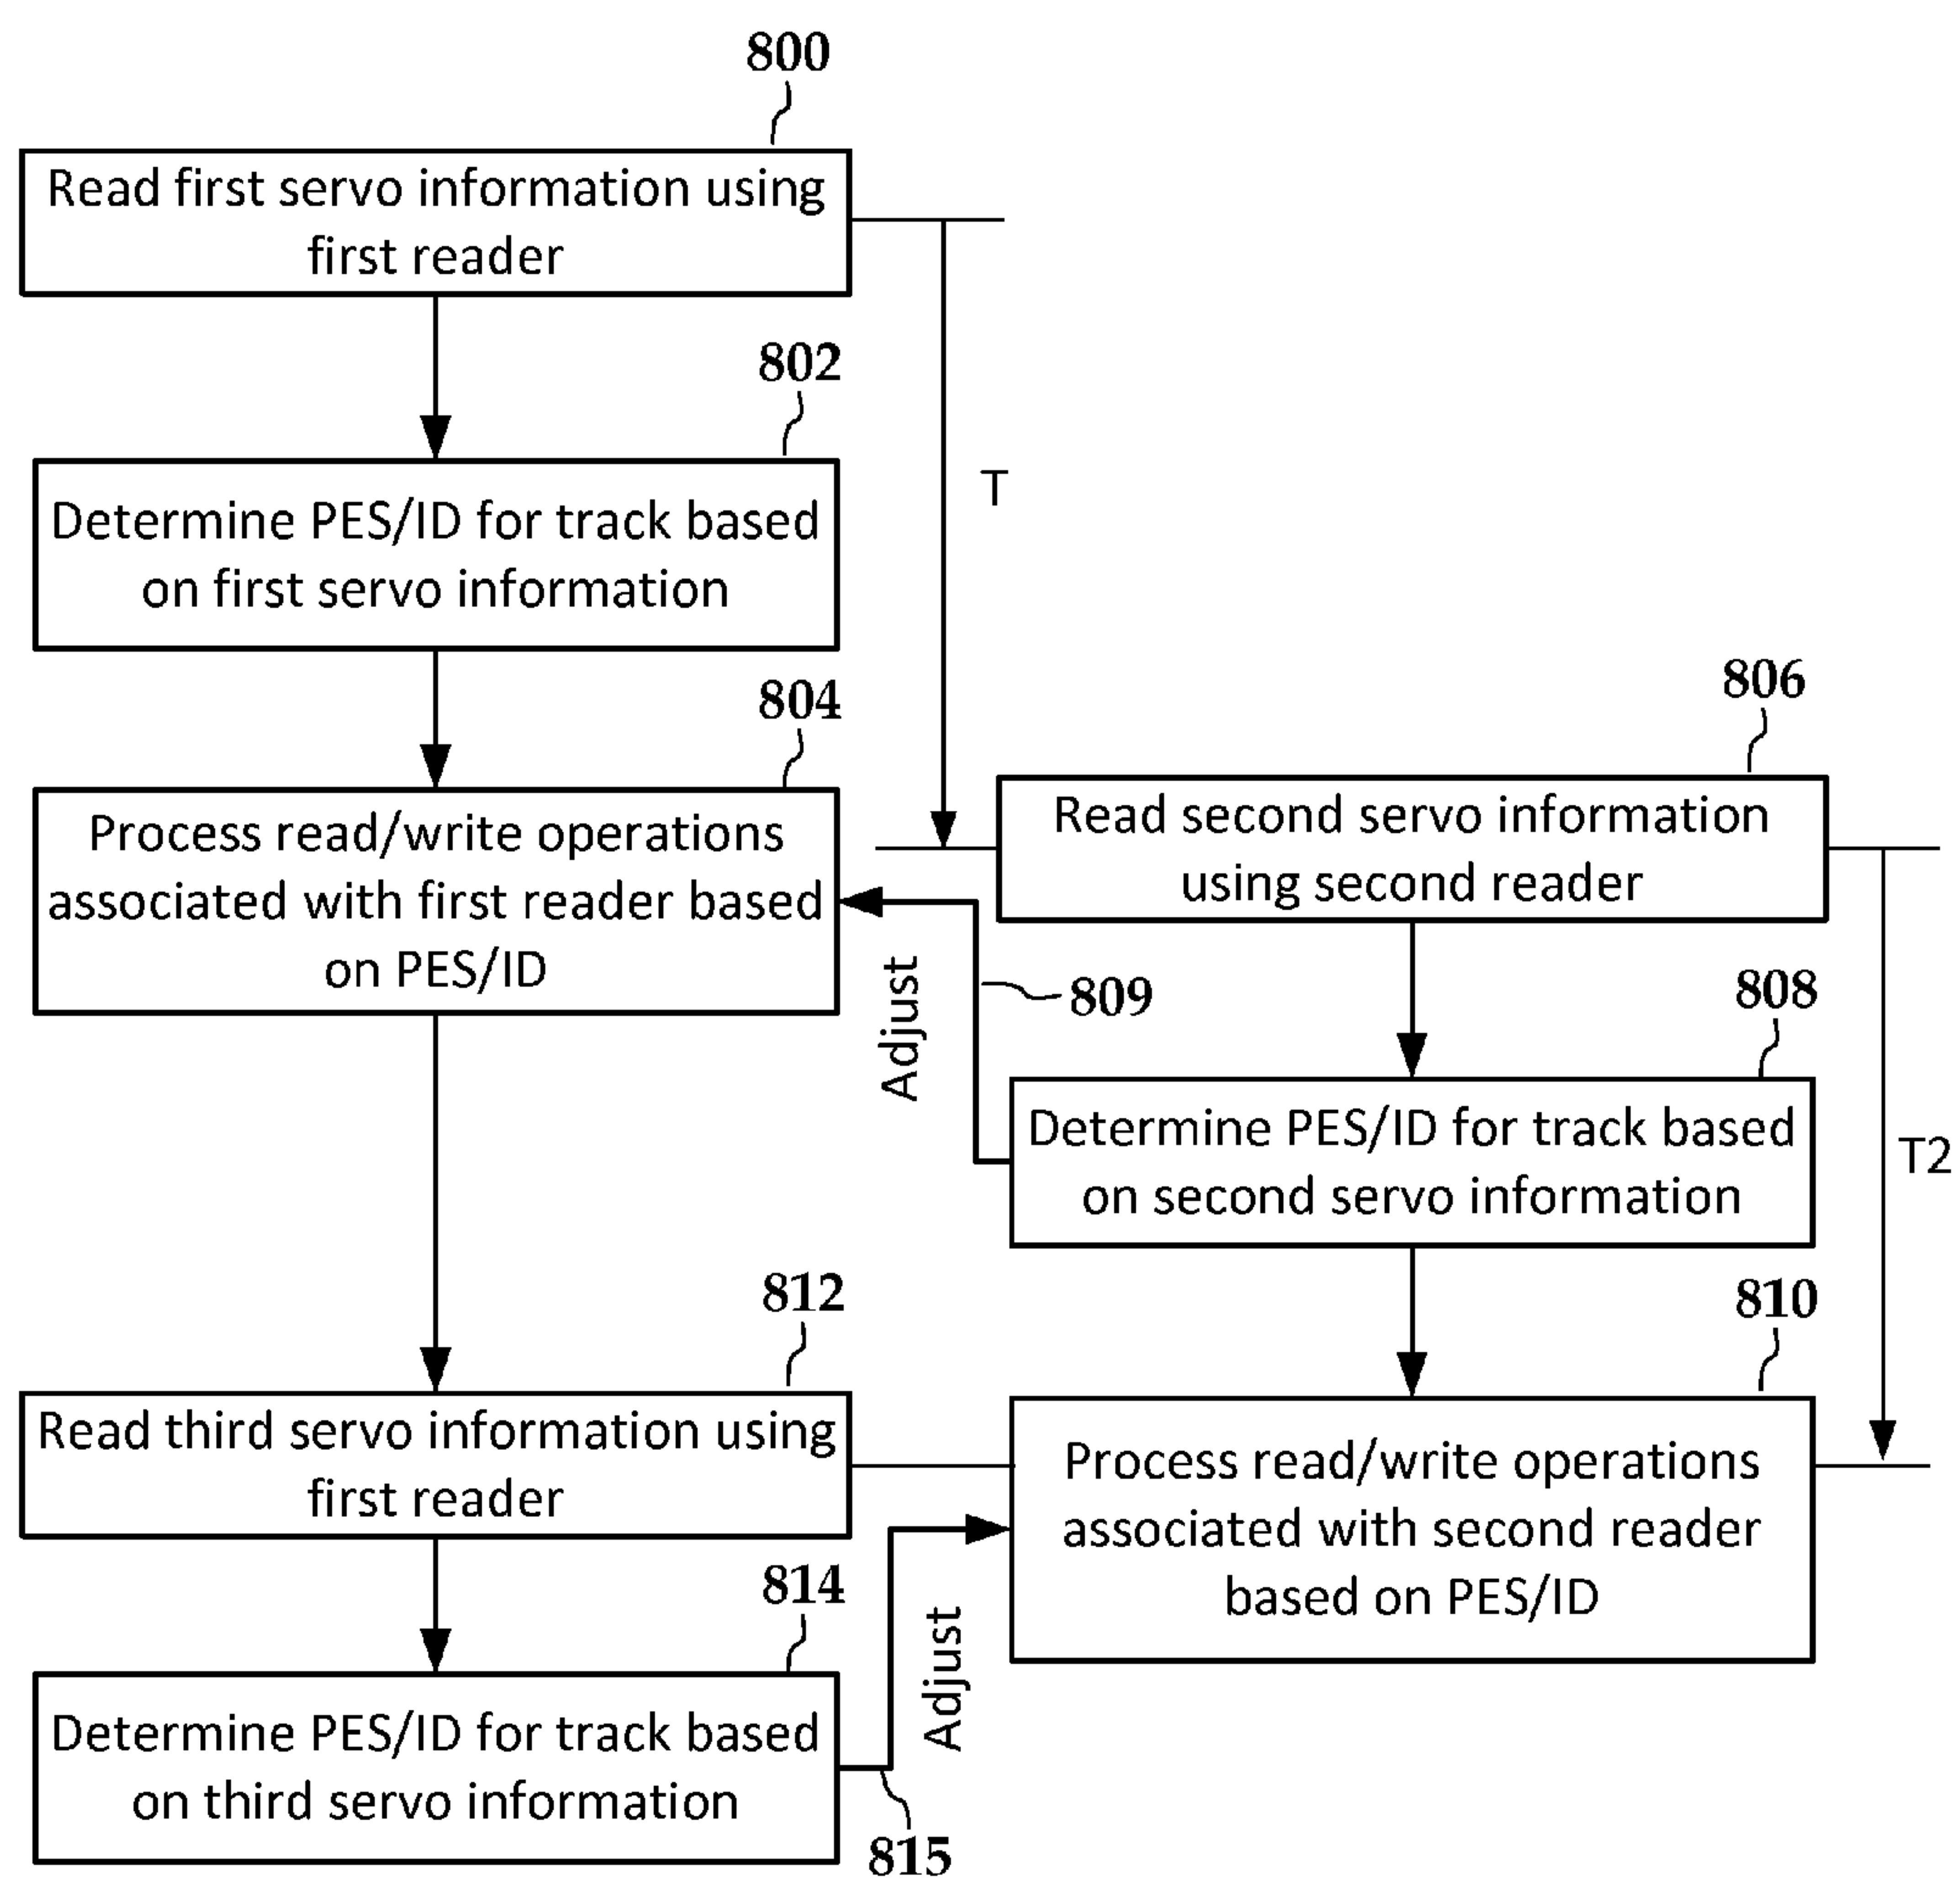 800
Read first servo information using
first reader
802
Determine PES/ID for track based
on first servo information
T
804
Process read/write operations
associated with first reader based
on PES/ID
806
Read second servo information
using second reader
Adjust
809
808
Determine PES/ID for track based
on second servo information
T2
812
Read third servo information using
first reader
810
Process read/write operations
associated with second reader
based on PES/ID
814
Determine PES/ID for track based
on third servo information
Adjust
815